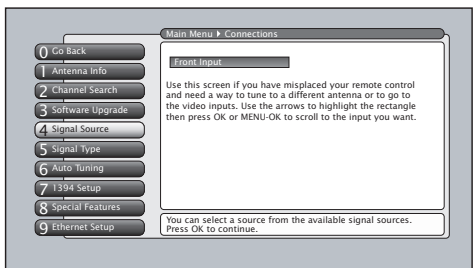 Main Menu ▶ Connections
0 Go Back
1 Antenna Info
2 Channel Search
3 Software Upgrade
4 Signal Source
5 Signal Type
6 Auto Tuning
7 1394 Setup
8 Special Features
9 Ethernet Setup
Front Input
Use this screen if you have misplaced your remote control
and need a way to tune to a different antenna or to go to
the video inputs. Use the arrows to highlight the rectangle
then press OK or MENU-OK to scroll to the input you want.
You can select a source from the available signal sources.
Press OK to continue.